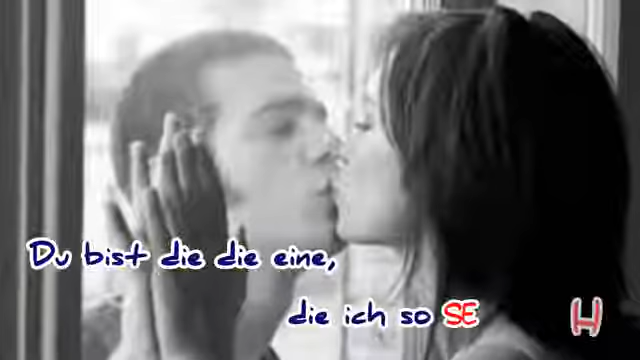 Du bist die die eine,
die ich so SE H